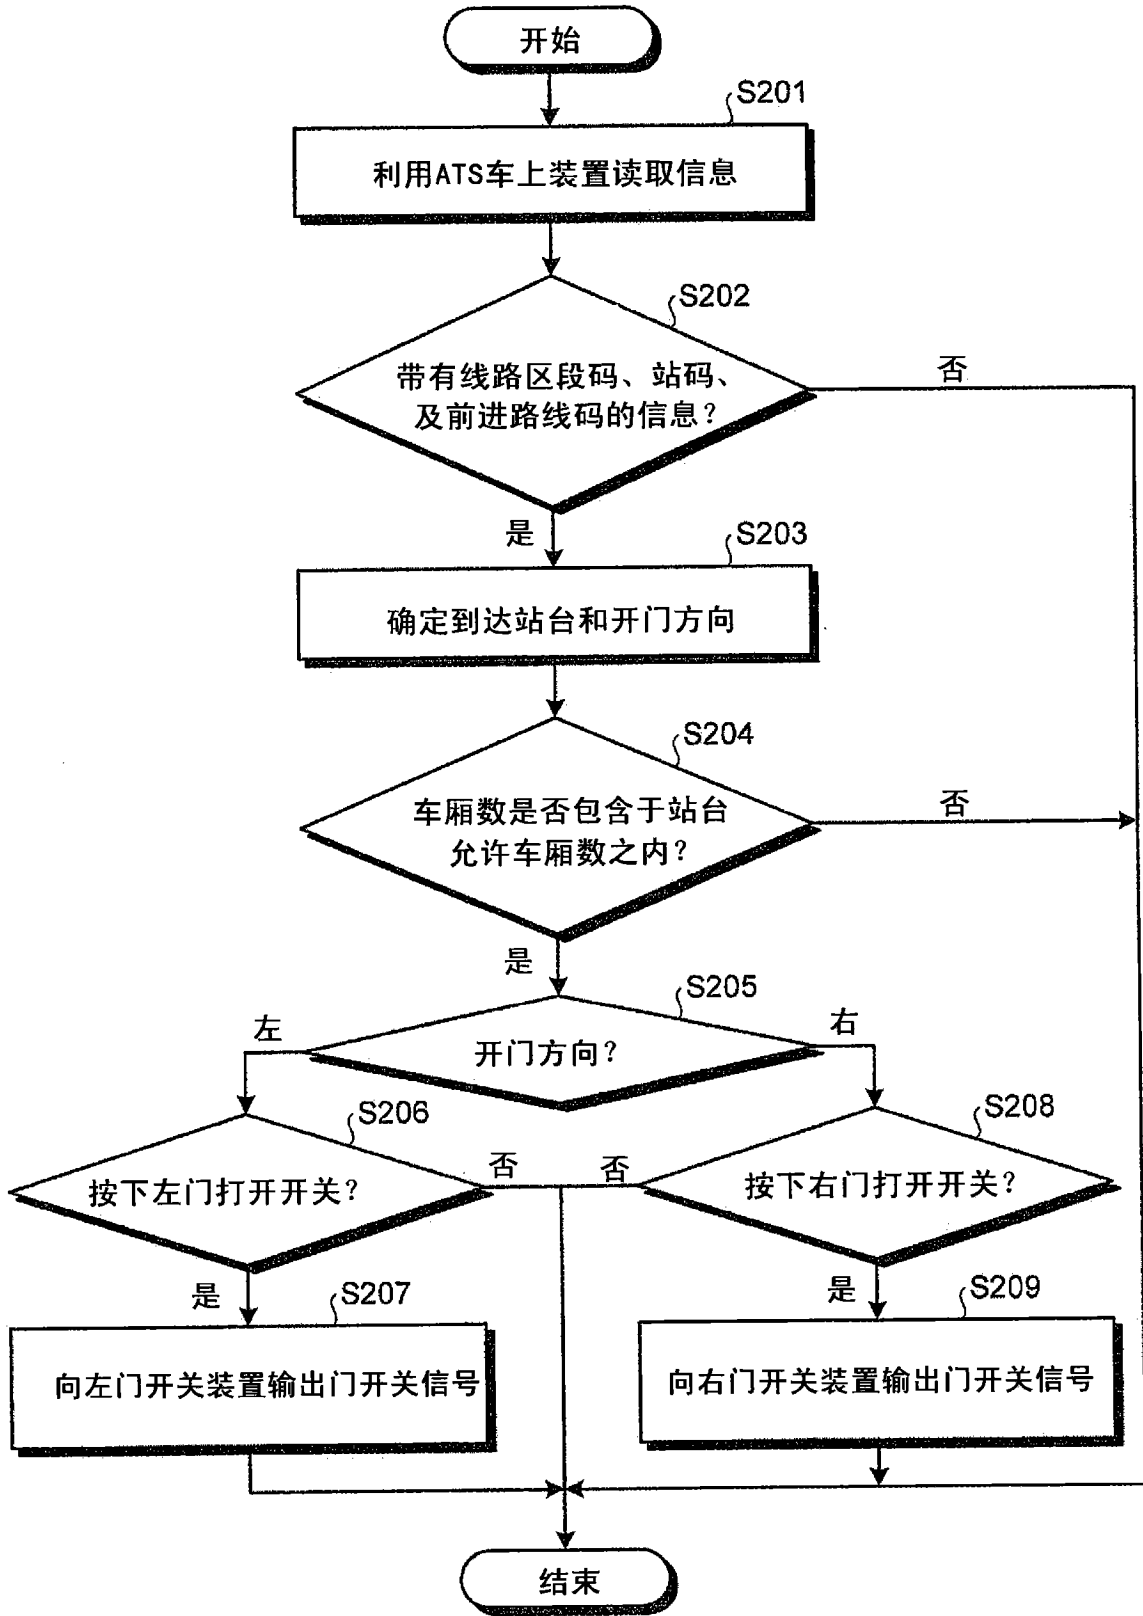 开始
S201
利用ATS车上装置读取信息
S202
带有线路区段码、站码、
及前进路线码的信息?
否
是
S203
确定到达站台和开门方向
S204
车厢数是否包含于站台
允许车厢数之内?
否
是
S205
开门方向?
左
右
S206
按下左门打开开关?
否
否
S208
按下右门打开开关?
是
S207
向左门开关装置输出门开关信号
是
S209
向右门开关装置输出门开关信号
结束